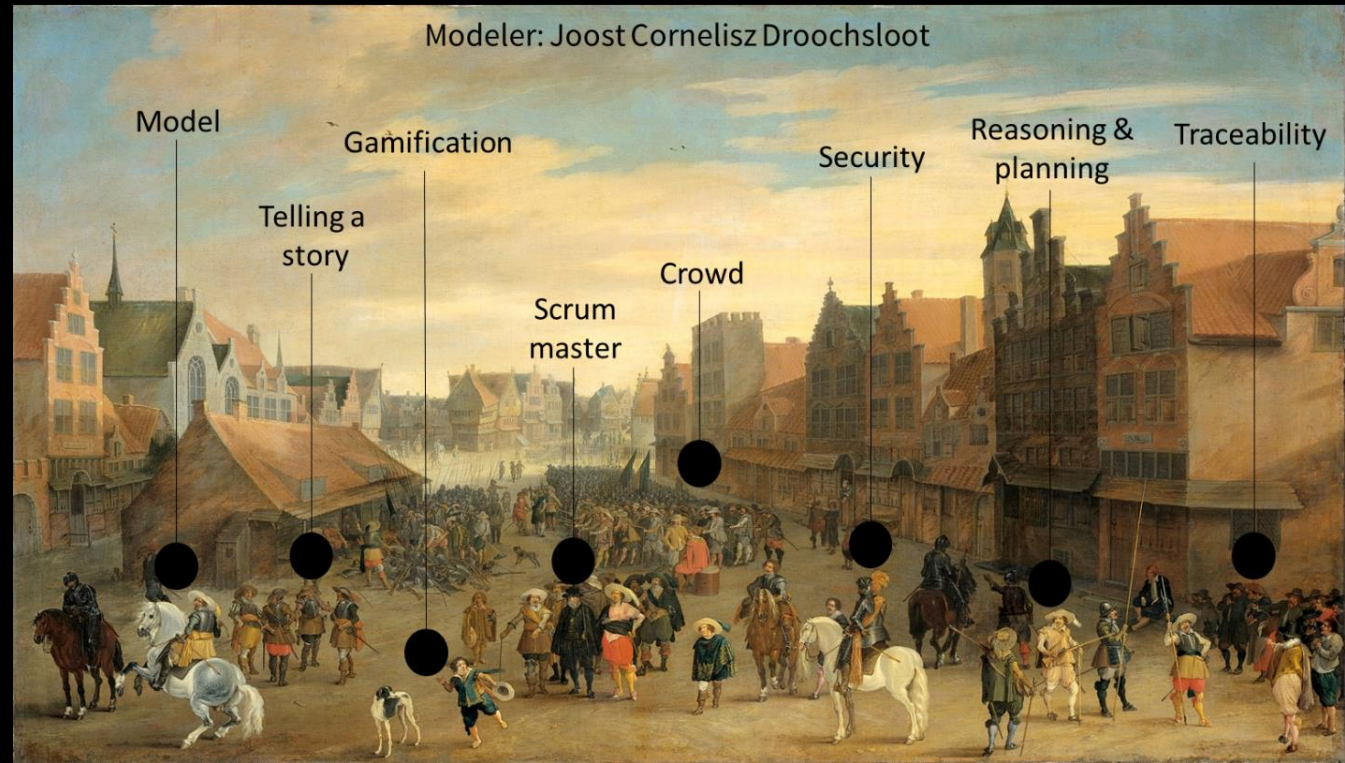 Modeler: Joost Cornelisz Droochsloot
Model
Gamification
Telling a
story
Scrum
master
Crowd
Security
Reasoning &
planning
Traceability